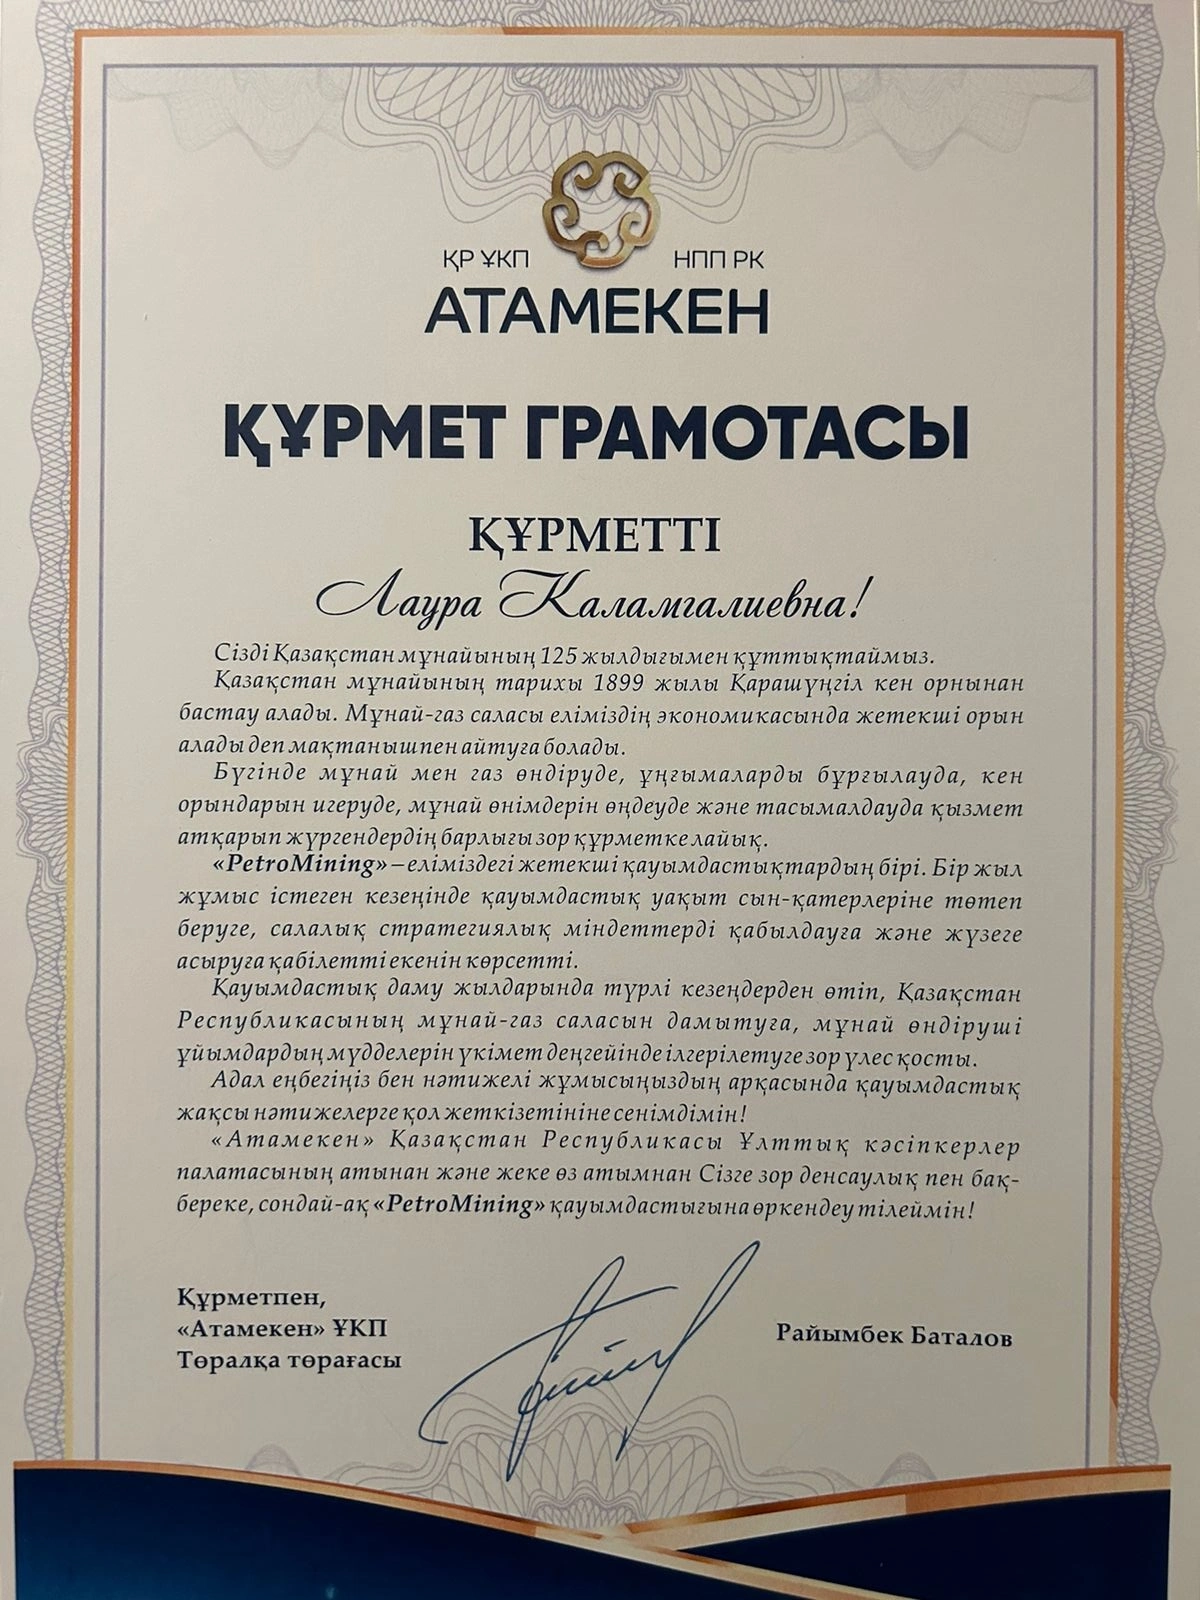 ҚР ҰКП НПП РК
АТАМЕКЕН
ҚҰРМЕТ ГРАМОТАСЫ
ҚҰРМЕТТІ
Лаура Каламгалиевна!
Сізді Қазақстан мұнайының 125 жылдығымен құттықтаймыз.
Қазақстан мұнайының тарихы 1899 жылы Қарашүңгіл кен орнынан
бастау алады. Мұнай-газ саласы еліміздің экономикасында жетекші орын
алады деп мақтанышпен айтуға болады.
Бүгінде мұнай мен газ өндіруде, ұңғымаларды бұрғылауда, кен
орындарын игеруде, мұнай өнімдерін өңдеуде және тасымалдауда қызмет
атқарып жүргендердің барлығы зор құрметке лайық.
«PetroMining» – еліміздегі жетекші қауымдастықтардың бірі. Бір жыл
жұмыс істеген кезеңінде қауымдастық уақыт сын-қатерлеріне төтеп
беруге, салалық стратегиялық міндеттерді қабылдауға және жүзеге
асыруға қабілетті екенін көрсетті.
Қауымдастық даму жылдарында түрлі кезеңдерден өтіп, Қазақстан
Республикасының мұнай-газ саласын дамытуға, мұнай өндіруші
ұйымдардың мүдделерін үкімет деңгейінде ілгерілетуге зор үлес қосты.
Адал еңбегіңіз бен нәтижелі жұмысыңыздың арқасында қауымдастық
жақсы нәтижелерге қол жеткізетініне сенімдімін!
«Атамекен» Қазақстан Республикасы Ұлттық кәсіпкерлер
палатасының атынан және жеке өз атымнан Сізге зор денсаулық пен бақ-
береке, сондай-ақ «PetroMining» қауымдастығына өркендеу тілеймін!
Құрметпен,
«Атамекен» ҰКП
Төралқа төрағасы
Райымбек Баталов